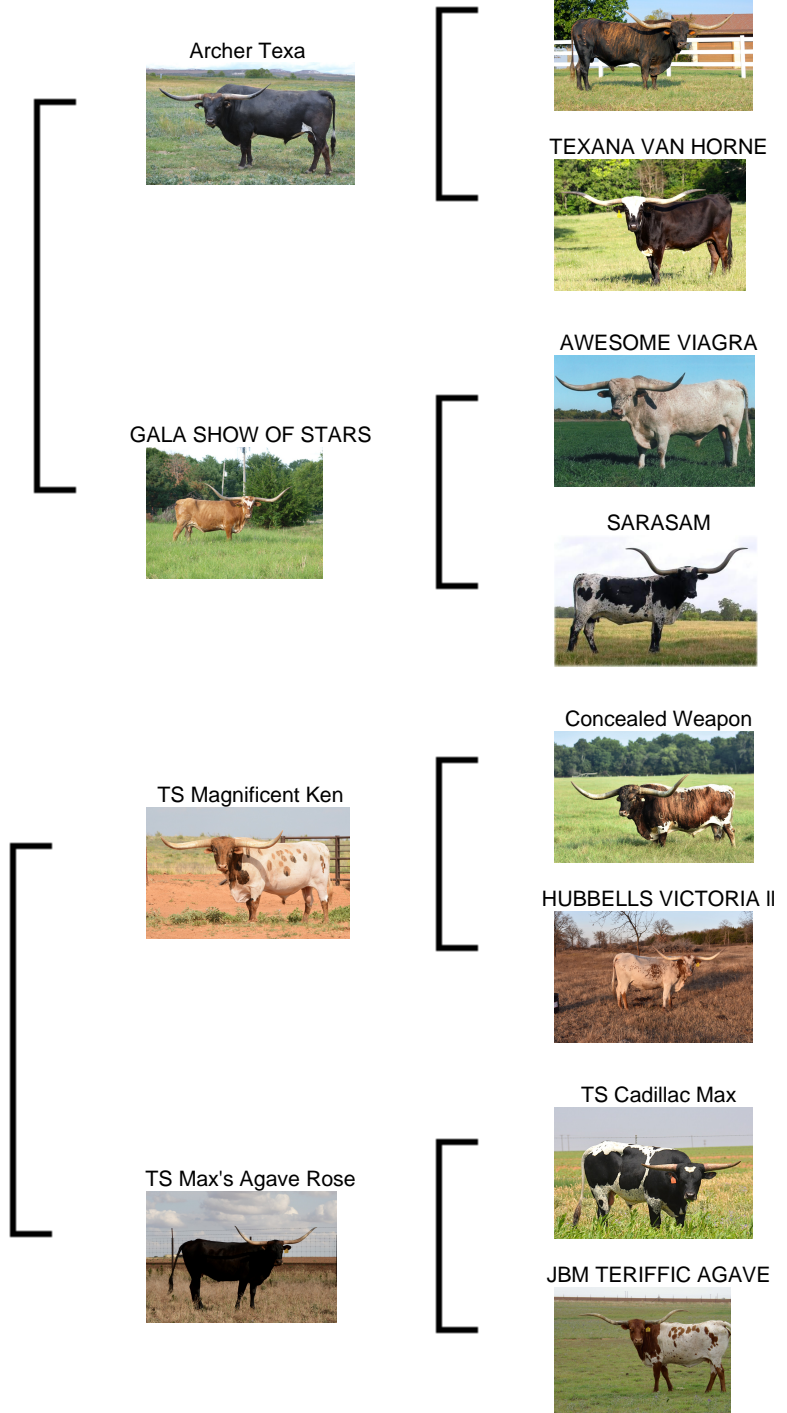 Archer Texa
TEXANA VAN HORNE
AWESOME VIAGRA
GALA SHOW OF STARS
SARASAM
Concealed Weapon
TS Magnificent Ken
HUBBELLS VICTORIA II
TS Cadillac Max
TS Max's Agave Rose
JBM TERIFFIC AGAVE